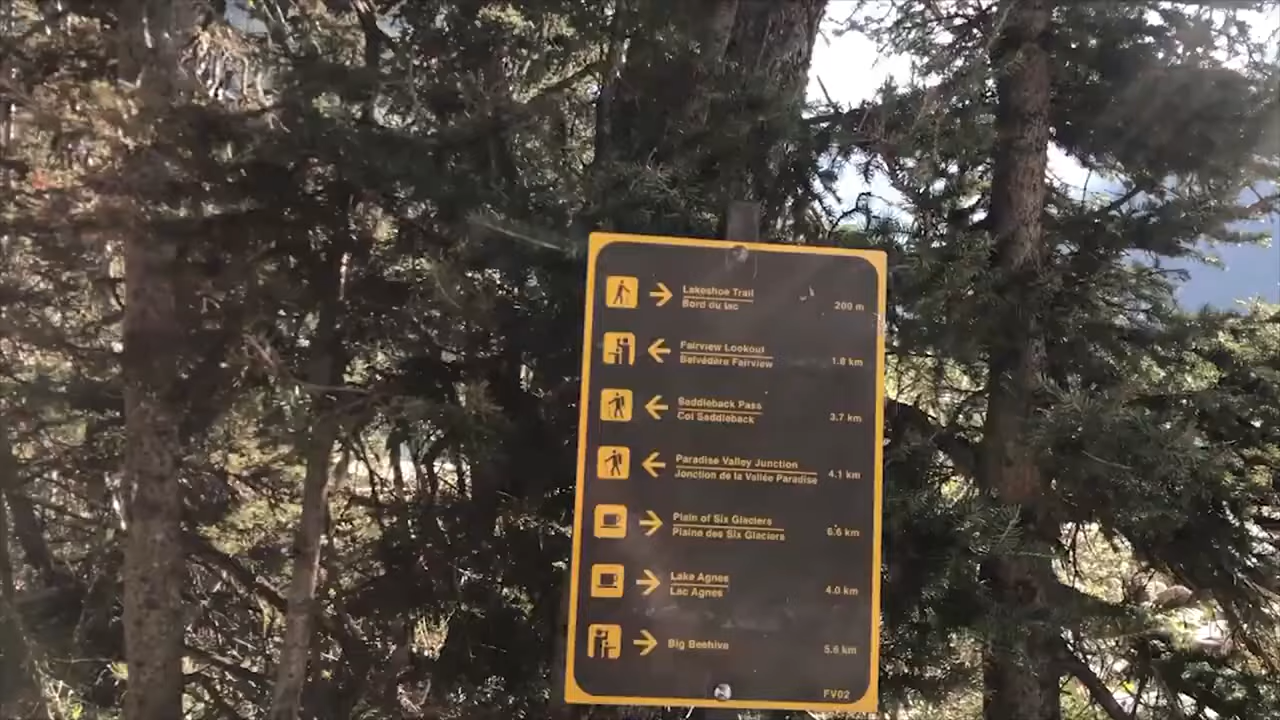 Lakeshoe Trail
Bord du lac
200 m
Fairview Lookout
Belvédère Fairview
1.8 km
Saddleback Pass
Col Saddleback
3.7 km
Paradise Valley Junction
Jonction de la Vallée Paradise
4.1 km
Plain of Six Glaciers
Plaine des Six Glaciers
6.6 km
Lake Agnes
Lac Agnes
4.0 km
Big Beehive
5.6 km
FV02